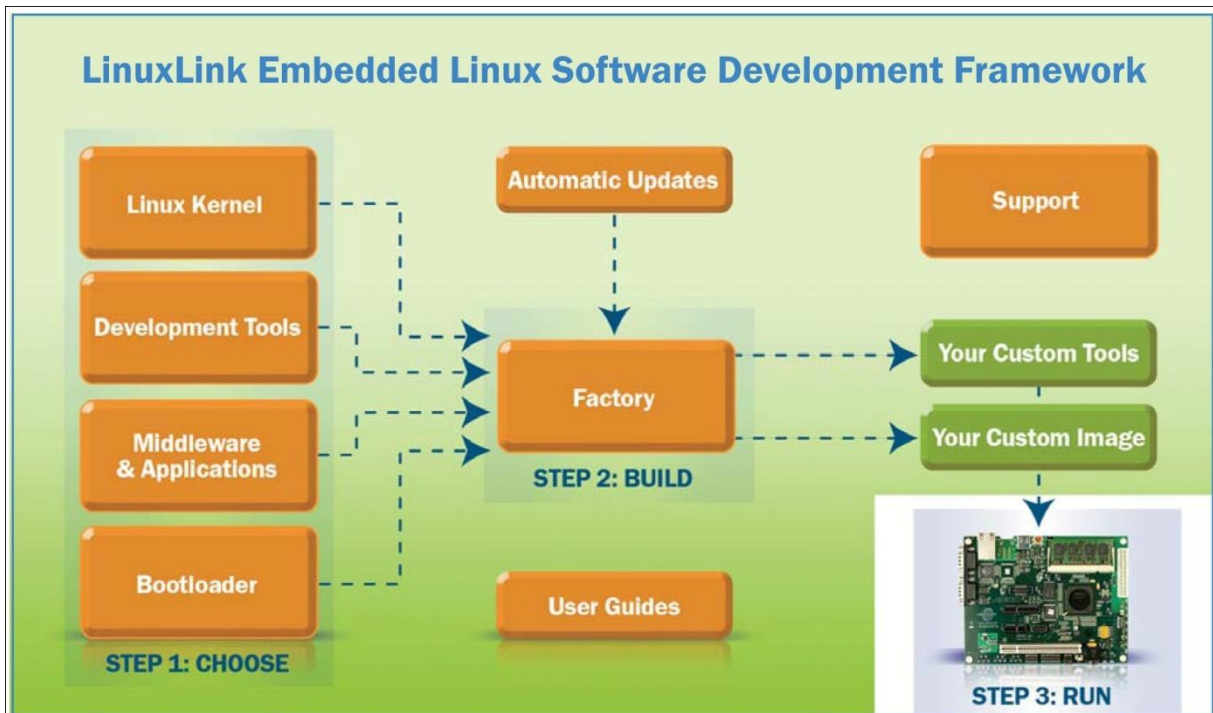 LinuxLink Embedded Linux Software Development Framework
Linux Kernel
Development Tools
Middleware
& Applications
Bootloader
STEP 1: CHOOSE
Automatic Updates
Factory
STEP 2: BUILD
User Guides
Support
Your Custom Tools
Your Custom Image
STEP 3: RUN